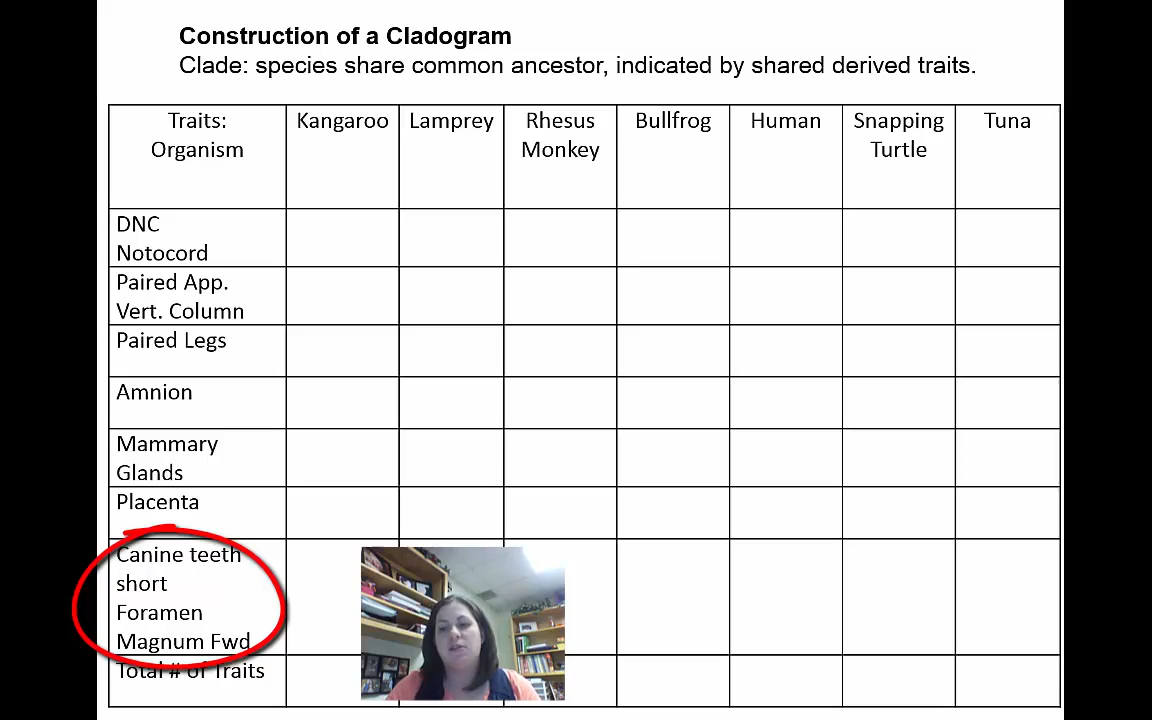 Construction of a Cladogram
Clade: species share common ancestor, indicated by shared derived traits.
Traits:
Organism
Kangaroo
Lamprey
Rhesus
Monkey
Bullfrog
Human
Snapping
Turtle
Tuna
DNC
Notocord
Paired App.
Vert. Column
Paired Legs
Amnion
Mammary
Glands
Placenta
Canine teeth
short
Foramen
Magnum Fwd
Total # of Traits